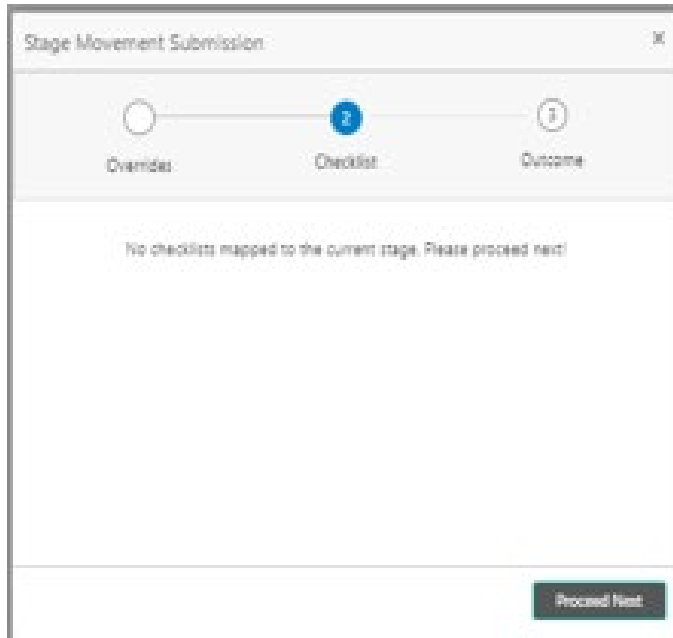 Stage Movement Submission
X
2
3
Overrides
Checklist
Outcome
No checklists mapped to the current stage. Please proceed next!
Proceed Next